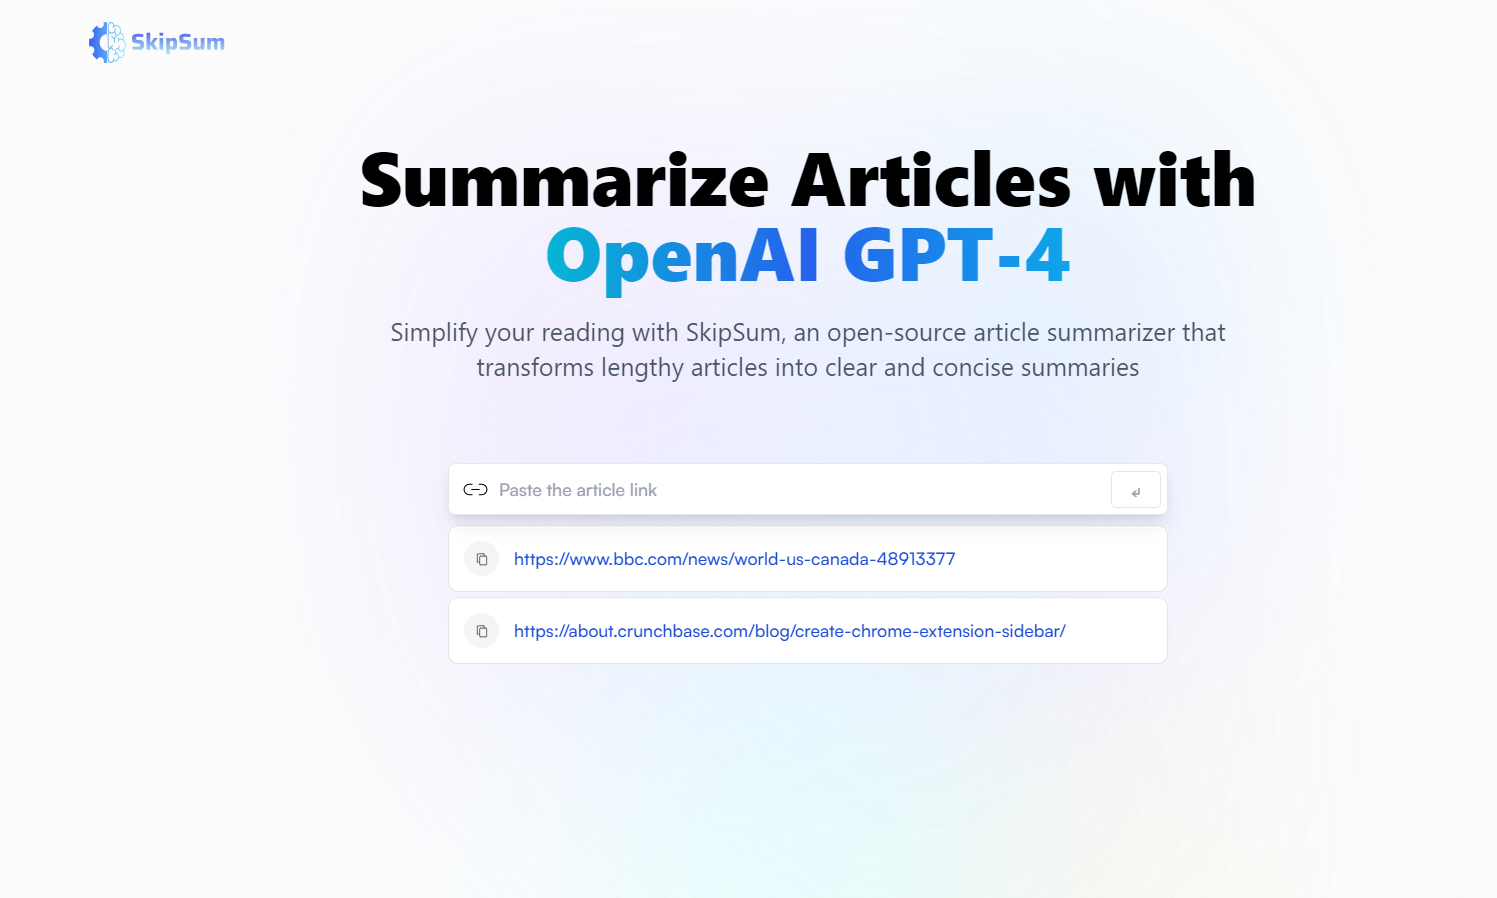 SkipSum
Summarize Articles with
OpenAI GPT-4
Simplify your reading with SkipSum, an open-source article summarizer that
transforms lengthy articles into clear and concise summaries
Paste the article link
https://www.bbc.com/news/world-us-canada-48913377
https://about.crunchbase.com/blog/create-chrome-extension-sidebar/